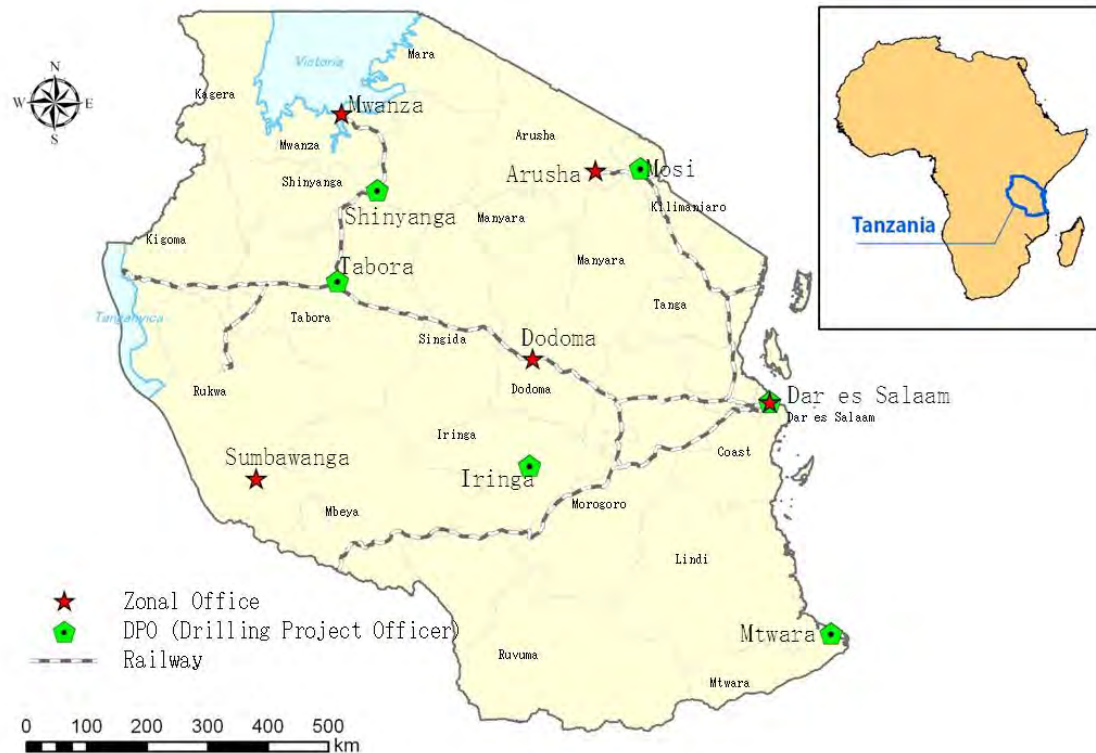 Victoria
Mara
N
W
E
S
Kagera
Mwanza
Mwanza
Arusha
Shinyanga
Arusha
Mosi
Shinyanga
Kilimanjaro
Manyara
Kigoma
Tabora
Manyara
Tanganyica
Tabora
Singida
Tanga
Dodoma
Rukwa
Dodoma
Dar es Salaam
Dar es Salaam
Iringa
Coast
Sumbawanga
Iringa
Mbeya
Morogoro
Lindi
Mtwara
Ruvuma
Mtwara
Tanzania
Zonal Office
DPO (Drilling Project Officer)
Railway
0 100 200 300 400 500
km